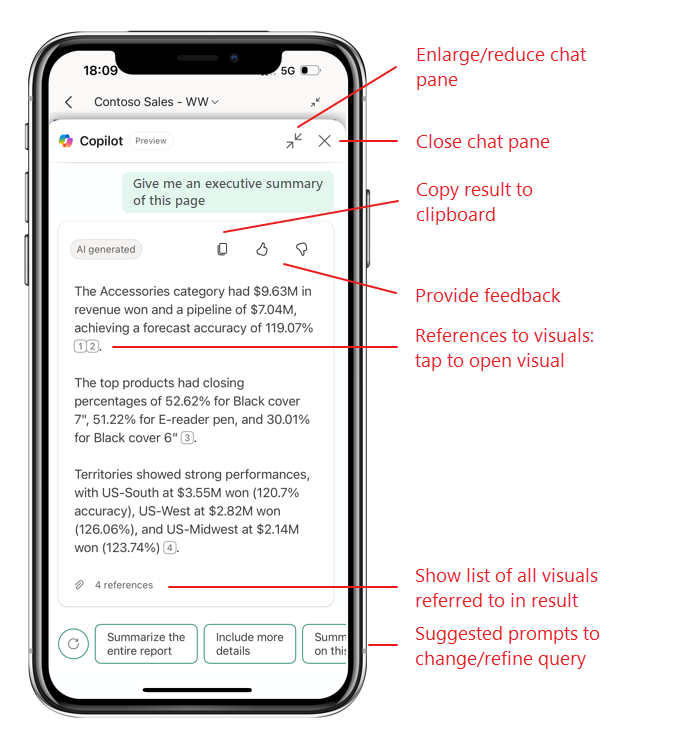 18:09
5G
Contoso Sales - WW
Copilot
Preview
Give me an executive summary
of this page
AI generated
The Accessories category had $9.63M in
revenue won and a pipeline of $7.04M,
achieving a forecast accuracy of 119.07%
1 2.
The top products had closing
percentages of 52.62% for Black cover
7", 51.22% for E-reader pen, and 30.01%
for Black cover 6" 3.
Territories showed strong performances,
with US-South at $3.55M won (120.7%
accuracy), US-West at $2.82M won
(126.06%), and US-Midwest at $2.14M
won (123.74%) 4.
4 references
Summarize the
entire report
Include more
details
Summ
on this
Enlarge/reduce chat
pane
Close chat pane
Copy result to
clipboard
Provide feedback
References to visuals:
tap to open visual
Show list of all visuals
referred to in result
Suggested prompts to
change/refine query